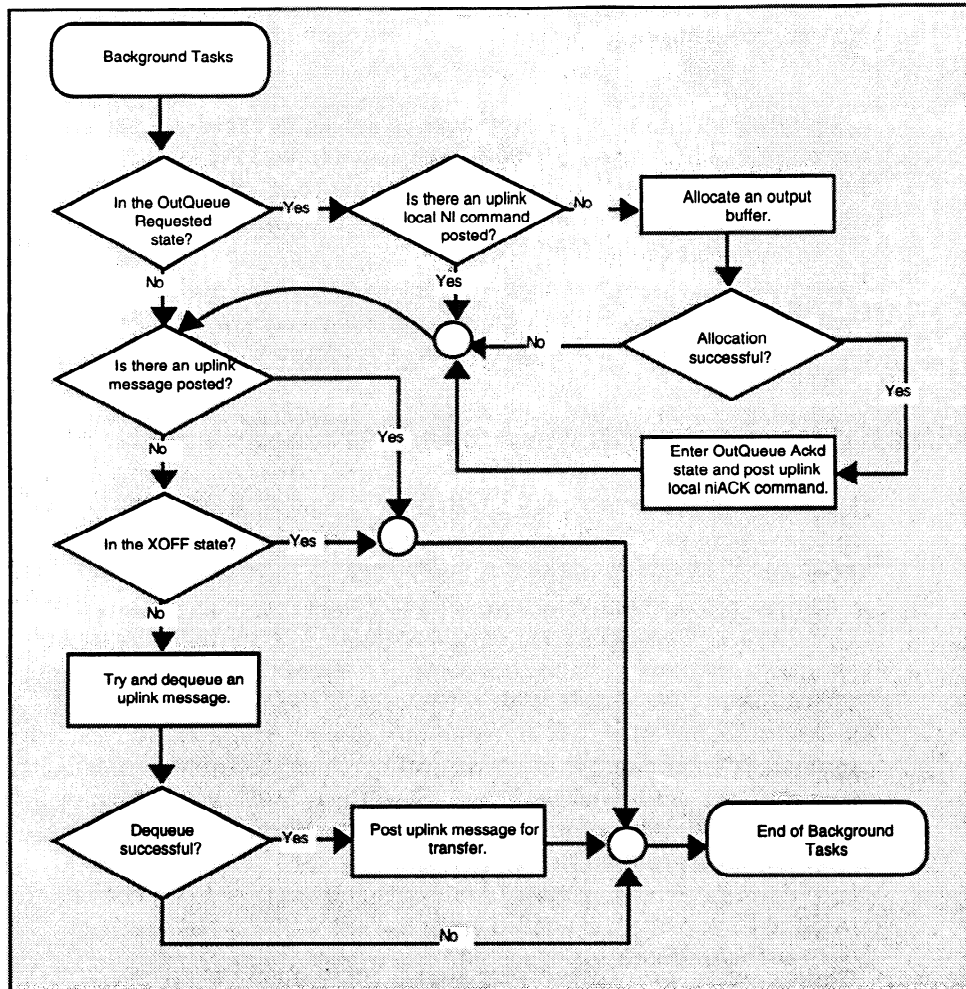 Background Tasks
In the OutQueue
Requested
state?
Yes
Is there an uplink
local NI command
posted?
No
Allocate an output
buffer.
No
Yes
Allocation
successful?
No
Yes
Is there an uplink
message posted?
Yes
No
Enter OutQueue Ackd
state and post uplink
local niACK command.
In the XOFF state?
Yes
No
Try and dequeue an
uplink message.
Dequeue
successful?
Yes
Post uplink message for
transfer.
End of Background
Tasks
No